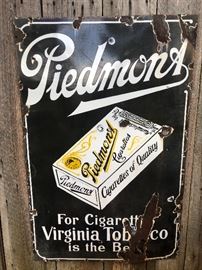 Piedmont
Piedmont
Cigarettes
Piedmont
Cigarettes of Quality
For Cigarett
Virginia Tob co
is the Be